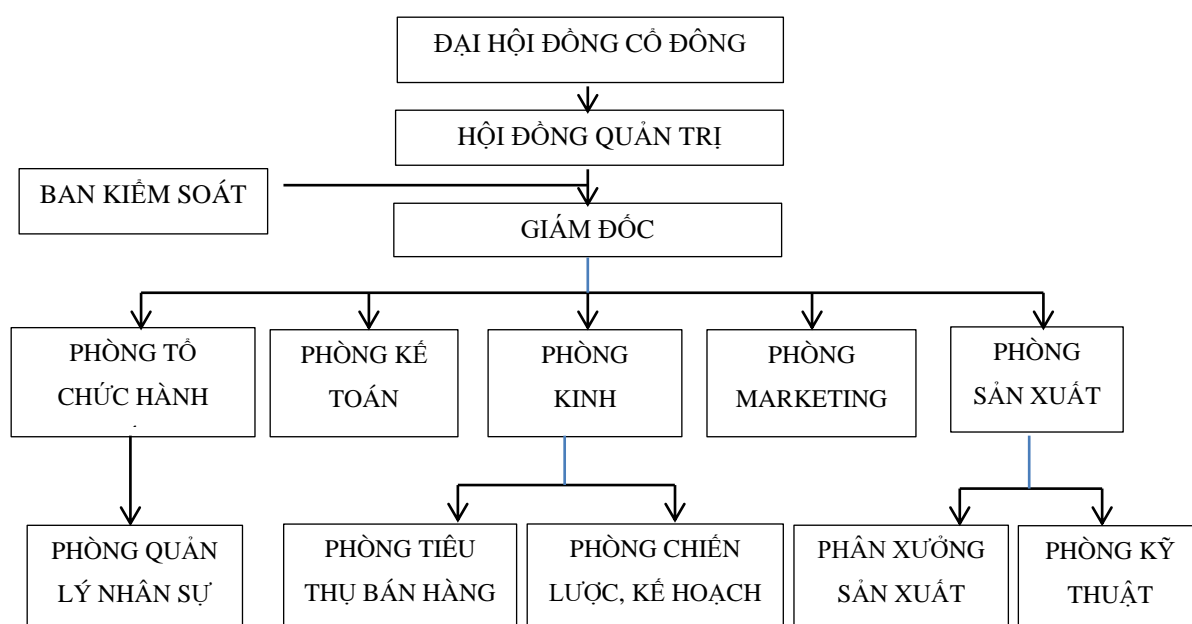 ĐẠI HỘI ĐỒNG CỔ ĐÔNG
HỘI ĐỒNG QUẢN TRỊ
BAN KIỂM SOÁT
GIÁM ĐỐC
PHÒNG TỔ
CHỨC HÀNH
PHÒNG KẾ
TOÁN
PHÒNG
KINH
PHÒNG
MARKETING
PHÒNG
SẢN XUẤT
PHÒNG QUẢN
LÝ NHÂN SỰ
PHÒNG TIÊU
THỤ BÁN HÀNG
PHÒNG CHIẾN
LƯỢC, KẾ HOẠCH
PHÂN XƯỞNG
SẢN XUẤT
PHÒNG KỸ
THUẬT